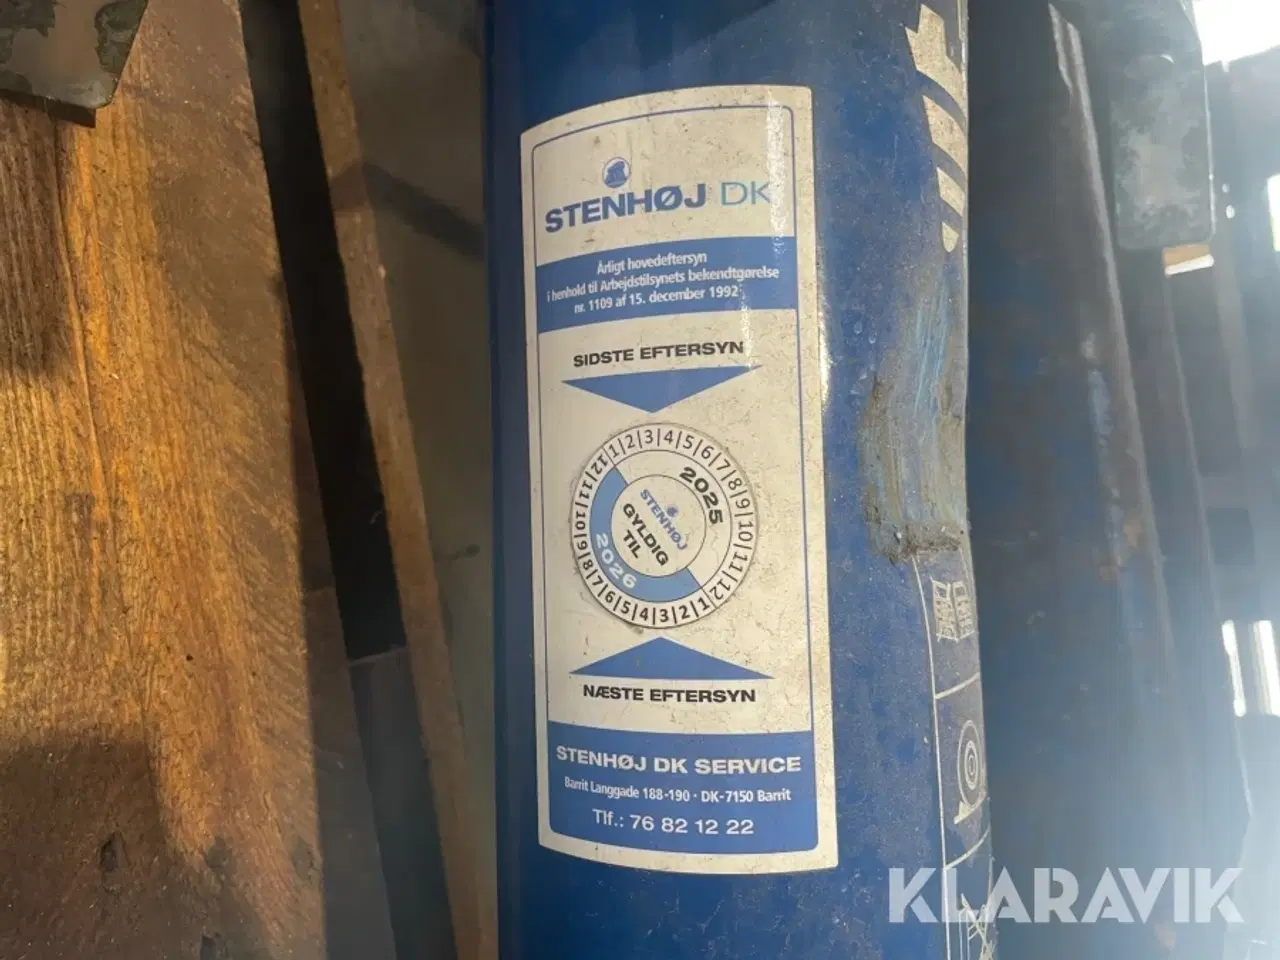 STENHØJ DK
Årligt hovedeftersyn
i henhold til Arbejdstilsynets bekendtgørelse
nr. 1109 af 15. december 1992
SIDSTE EFTERSYN
1|2|3|4|5|6|7|8|9|10|11|12|1|2|3|4|5|6|7|8|9|10|11|12
2025
STENHØJ
GYLDIG
TIL
2026
NÆSTE EFTERSYN
STENHØJ DK SERVICE
Barrit Langgade 188-190 · DK-7150 Barrit
Tlf.: 76 82 12 22
KLARAVIK